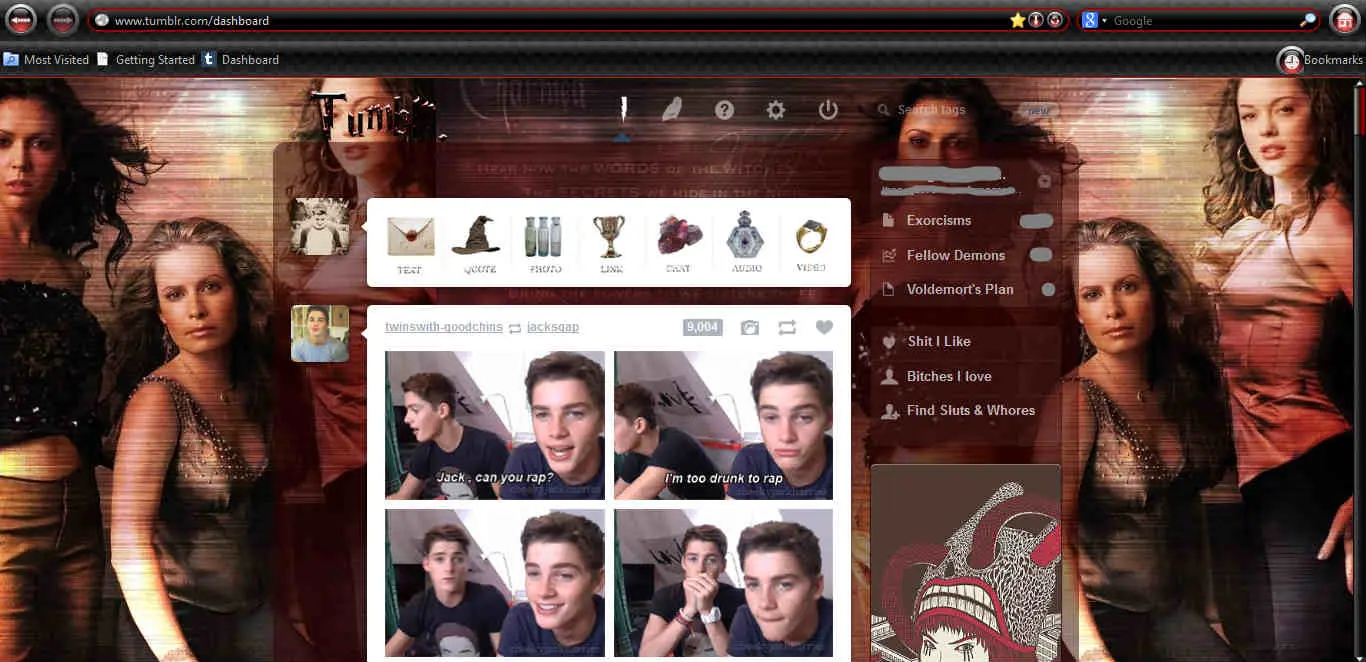 www.tumblr.com/dashboard
Google
Most Visited
Getting Started
t
Dashboard
Bookmarks
Tumblr
Charmed
Search tags
new
HEAR NOW THE WORDS OF THE WITCHES
THE SECRETS WE HIDE IN THE
TEXT
QUOTE
PHOTO
LINK
CHAT
AUDIO
VIDEO
Exorcisms
Fellow Demons
Voldemort's Plan
twinswith-goodchins
jacksgap
9,004
Shit I Like
Bitches I love
Find Sluts & Whores
Jack , can you rap?
I'm too drunk to rap